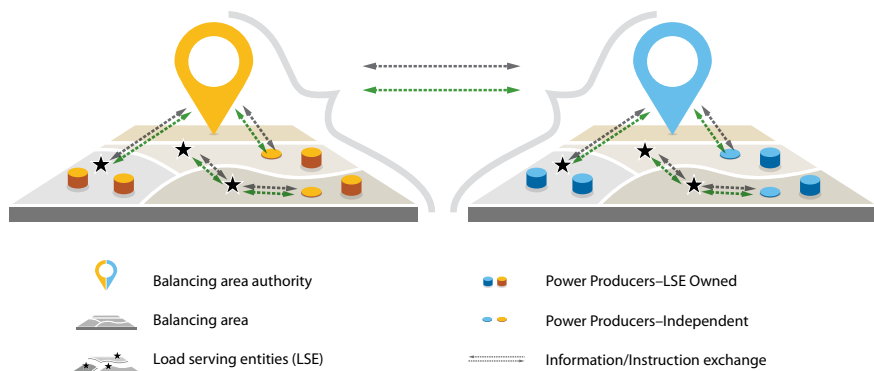 Balancing area authority
Power Producers–LSE Owned
Balancing area
Power Producers–Independent
Load serving entities (LSE)
Information/Instruction exchange